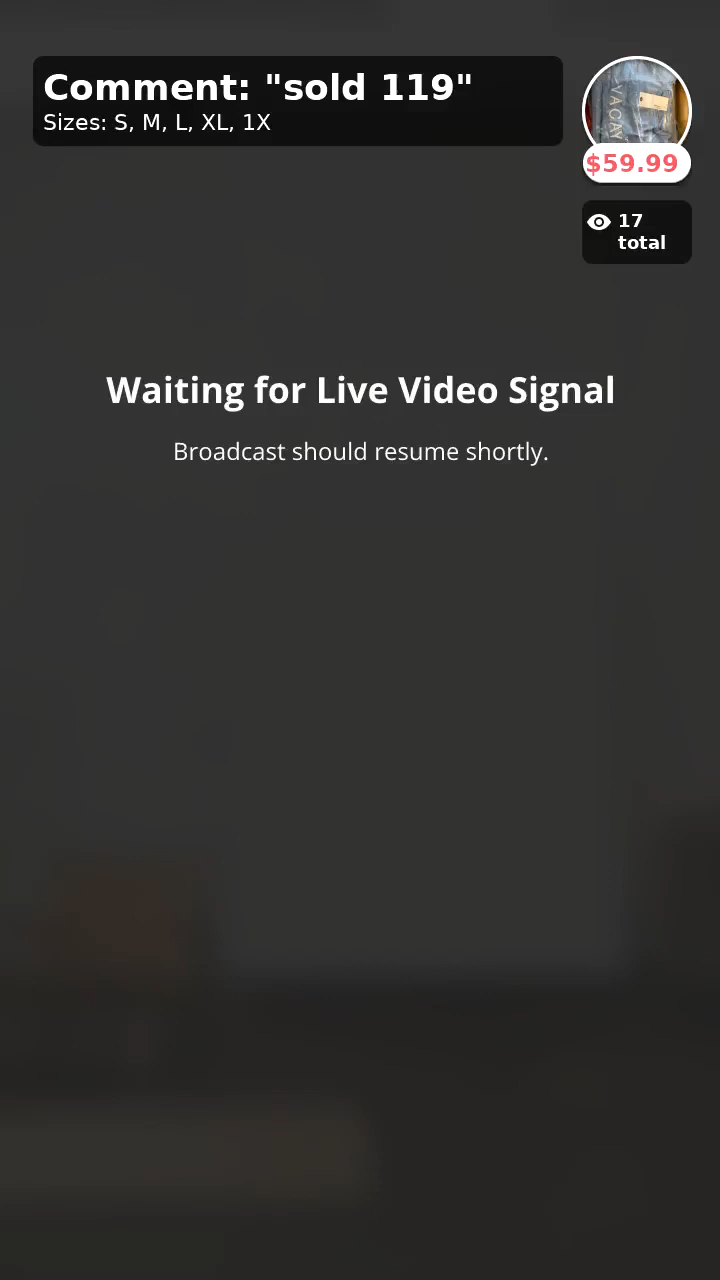 Comment: "sold 119"
Sizes: S, M, L, XL, 1X
VACAY
$59.99
17
total
Waiting for Live Video Signal
Broadcast should resume shortly.